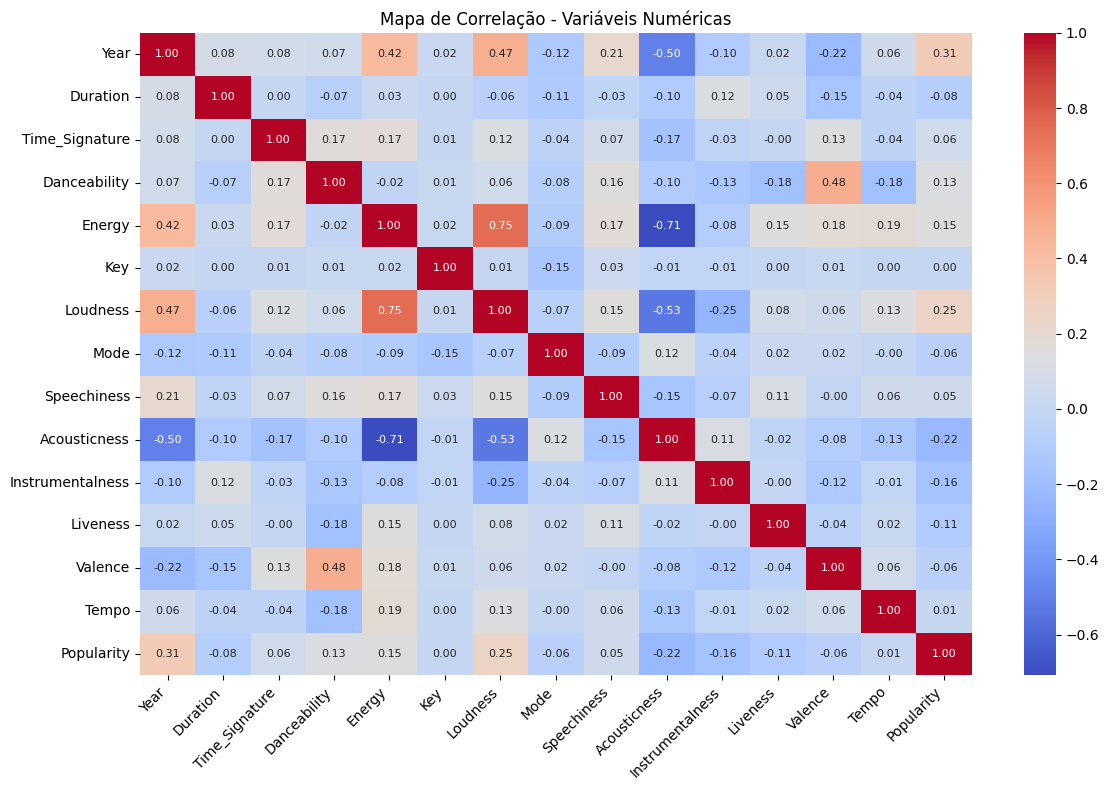 Mapa de Correlação - Variáveis Numéricas
Year 1.00 0.08 0.08 0.07 0.42 0.02 0.47 -0.12 0.21 -0.50 -0.10 0.02 -0.22 0.06 0.31
Duration 0.08 1.00 0.00 -0.07 0.03 0.00 -0.06 -0.11 -0.03 -0.10 0.12 0.05 -0.15 -0.04 -0.08
Time_Signature 0.08 0.00 1.00 0.17 0.17 0.01 0.12 -0.04 0.07 -0.17 -0.03 -0.00 0.13 -0.04 0.06
Danceability 0.07 -0.07 0.17 1.00 -0.02 0.01 0.06 -0.08 0.16 -0.10 -0.13 -0.18 0.48 -0.18 0.13
Energy 0.42 0.03 0.17 -0.02 1.00 0.02 0.75 -0.09 0.17 -0.71 -0.08 0.15 0.18 0.19 0.15
Key 0.02 0.00 0.01 0.01 0.02 1.00 0.01 -0.15 0.03 -0.01 -0.01 0.00 0.01 0.00 0.00
Loudness 0.47 -0.06 0.12 0.06 0.75 0.01 1.00 -0.07 0.15 -0.53 -0.25 0.08 0.06 0.13 0.25
Mode -0.12 -0.11 -0.04 -0.08 -0.09 -0.15 -0.07 1.00 -0.09 0.12 -0.04 0.02 0.02 -0.00 -0.06
Speechiness 0.21 -0.03 0.07 0.16 0.17 0.03 0.15 -0.09 1.00 -0.15 -0.07 0.11 -0.00 0.06 0.05
Acousticness -0.50 -0.10 -0.17 -0.10 -0.71 -0.01 -0.53 0.12 -0.15 1.00 0.11 -0.02 -0.08 -0.13 -0.22
Instrumentalness -0.10 0.12 -0.03 -0.13 -0.08 -0.01 -0.25 -0.04 -0.07 0.11 1.00 -0.00 -0.12 -0.01 -0.16
Liveness 0.02 0.05 -0.00 -0.18 0.15 0.00 0.08 0.02 0.11 -0.02 -0.00 1.00 -0.04 0.02 -0.11
Valence -0.22 -0.15 0.13 0.48 0.18 0.01 0.06 0.02 -0.00 -0.08 -0.12 -0.04 1.00 0.06 -0.06
Tempo 0.06 -0.04 -0.04 -0.18 0.19 0.00 0.13 -0.00 0.06 -0.13 -0.01 0.02 0.06 1.00 0.01
Popularity 0.31 -0.08 0.06 0.13 0.15 0.00 0.25 -0.06 0.05 -0.22 -0.16 -0.11 -0.06 0.01 1.00
Year Duration Time_Signature Danceability Energy Key Loudness Mode Speechiness Acousticness Instrumentalness Liveness Valence Tempo Popularity
1.0
0.8
0.6
0.4
0.2
0.0
−0.2
−0.4
−0.6